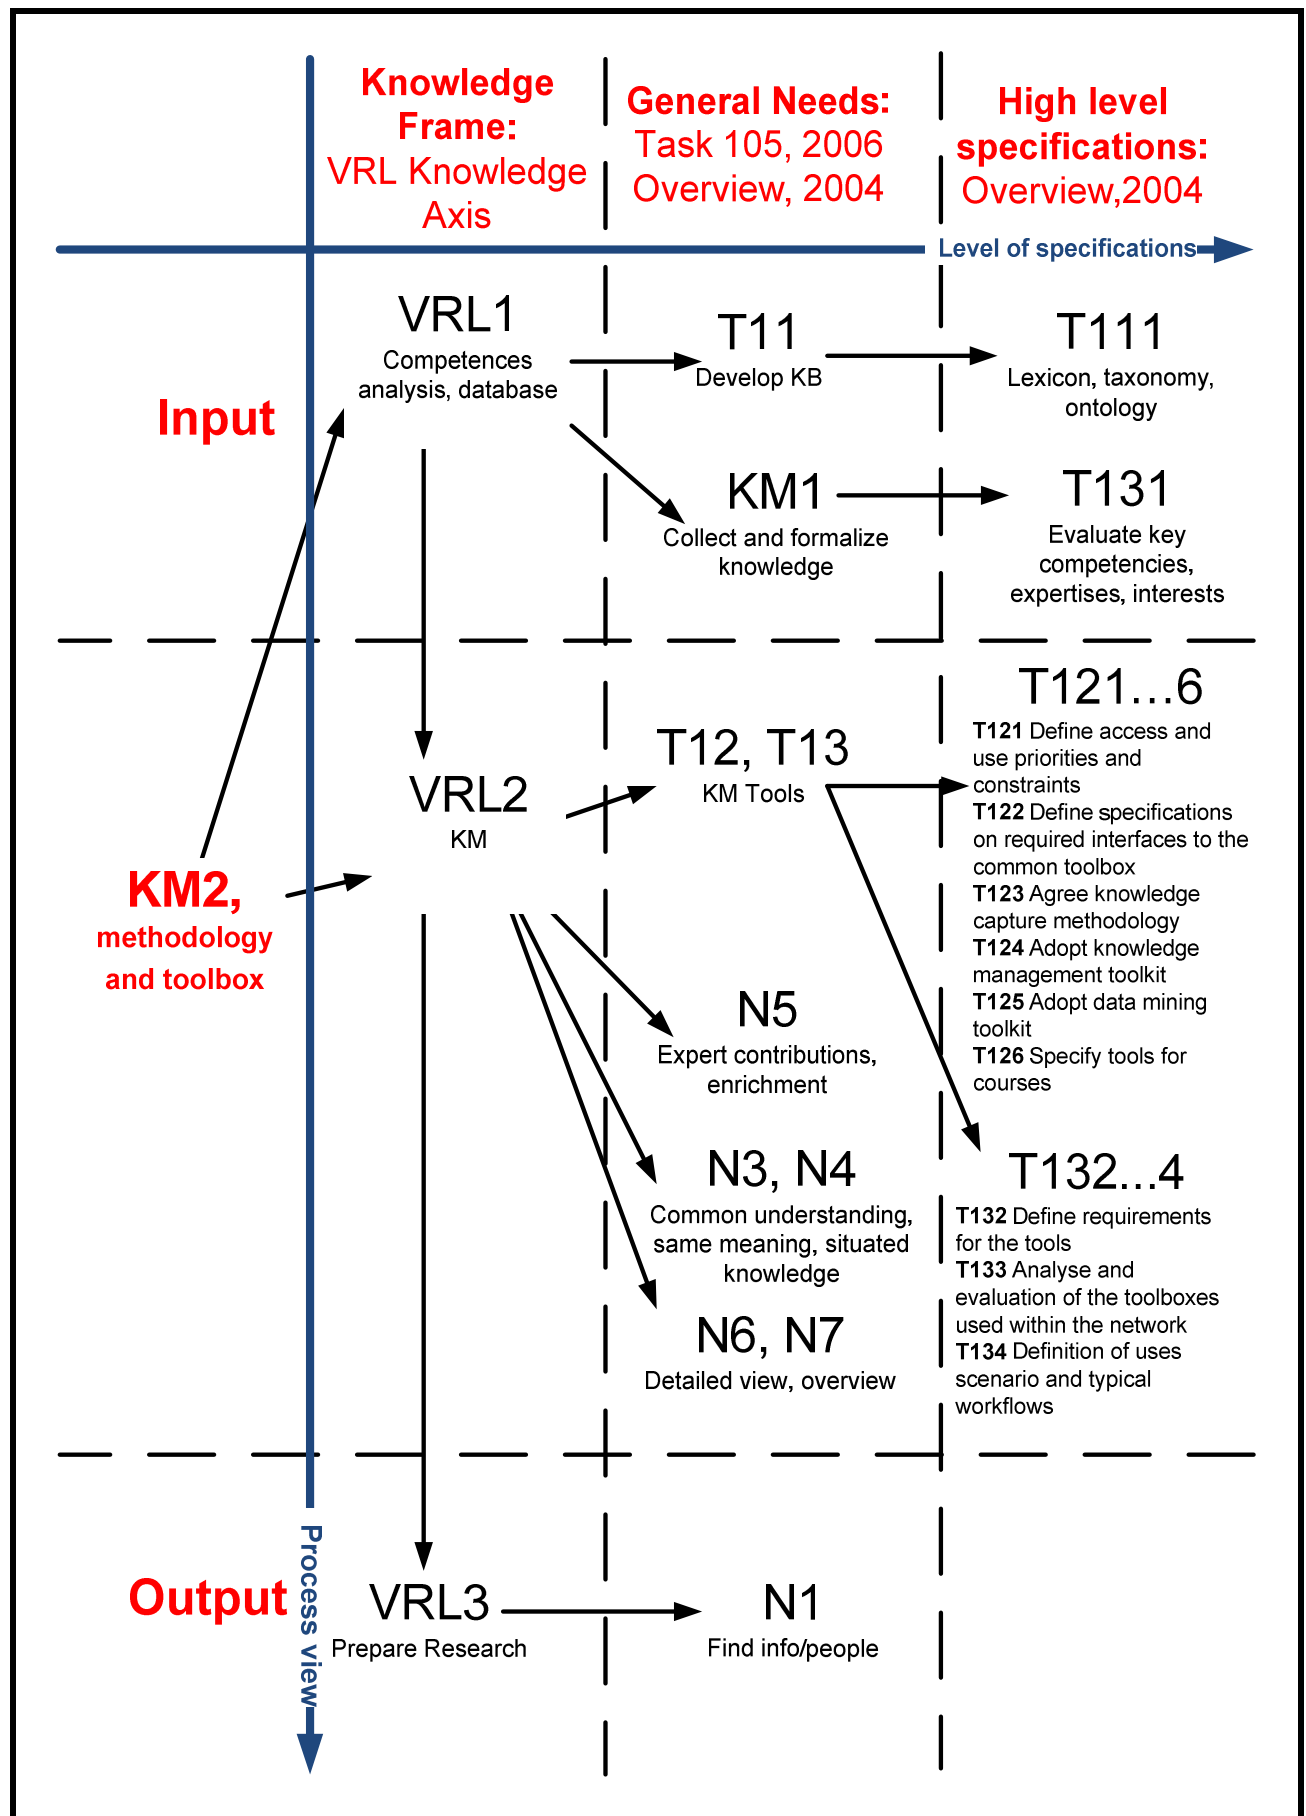 Knowledge
Frame:
VRL Knowledge
Axis
General Needs:
Task 105, 2006
Overview, 2004
High level
specifications:
Overview,2004
Level of specifications
Input
VRL1
Competences
analysis, database
T11
Develop KB
T111
Lexicon, taxonomy,
ontology
KM1
Collect and formalize
knowledge
T131
Evaluate key
competencies,
expertises, interests
KM2,
methodology
and toolbox
VRL2
KM
T12, T13
KM Tools
T121...6
T121 Define access and
use priorities and
constraints
T122 Define specifications
on required interfaces to the
common toolbox
T123 Agree knowledge
capture methodology
T124 Adopt knowledge
management toolkit
T125 Adopt data mining
toolkit
T126 Specify tools for
courses
N5
Expert contributions,
enrichment
N3, N4
Common understanding,
same meaning, situated
knowledge
N6, N7
Detailed view, overview
T132...4
T132 Define requirements
for the tools
T133 Analyse and
evaluation of the toolboxes
used within the network
T134 Definition of uses
scenario and typical
workflows
Output
Process view
VRL3
Prepare Research
N1
Find info/people